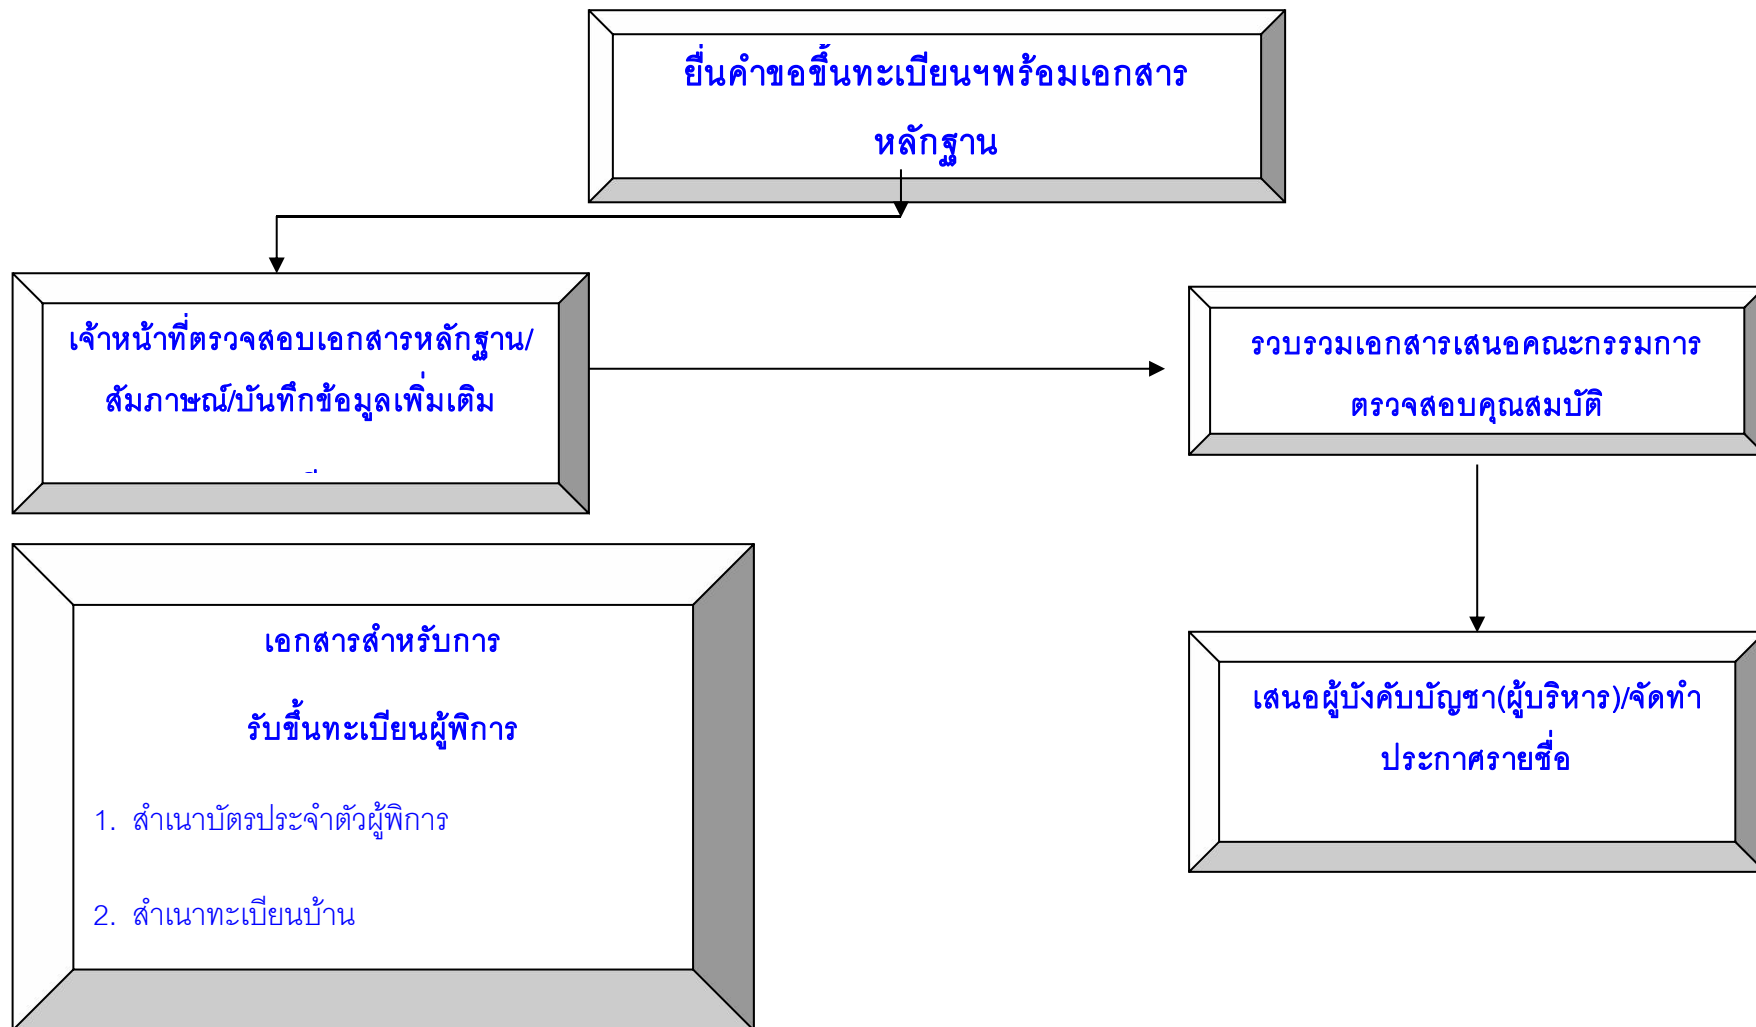 ยื่นคำขอขึ้นทะเบียนฯพร้อมเอกสาร
หลักฐาน
เจ้าหน้าที่ตรวจสอบเอกสารหลักฐาน/
สัมภาษณ์/บันทึกข้อมูลเพิ่มเติม
รวบรวมเอกสารเสนอคณะกรรมการ
ตรวจสอบคุณสมบัติ
เอกสารสำหรับการ
รับขึ้นทะเบียนผู้พิการ
1. สำเนาบัตรประจำตัวผู้พิการ
2. สำเนาทะเบียนบ้าน
เสนอผู้บังคับบัญชา(ผู้บริหาร)/จัดทำ
ประกาศรายชื่อ